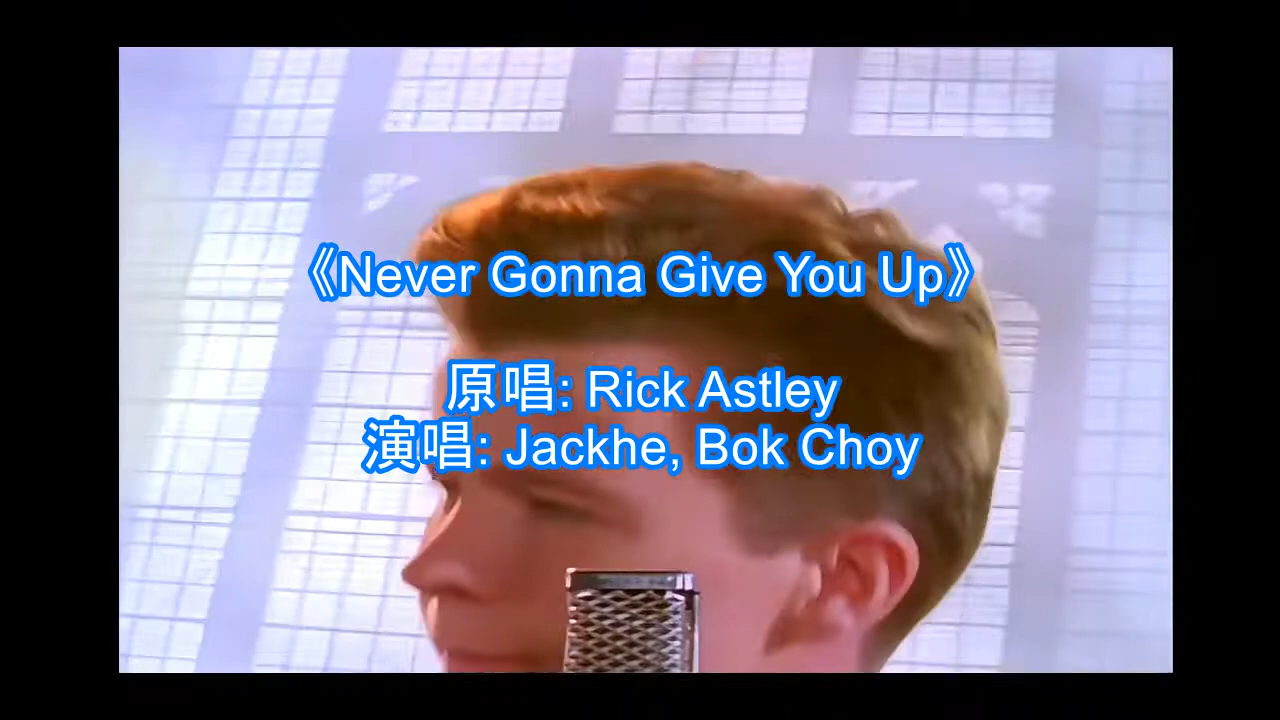 《Never Gonna Give You Up》
原唱: Rick Astley
演唱: Jackhe, Bok Choy